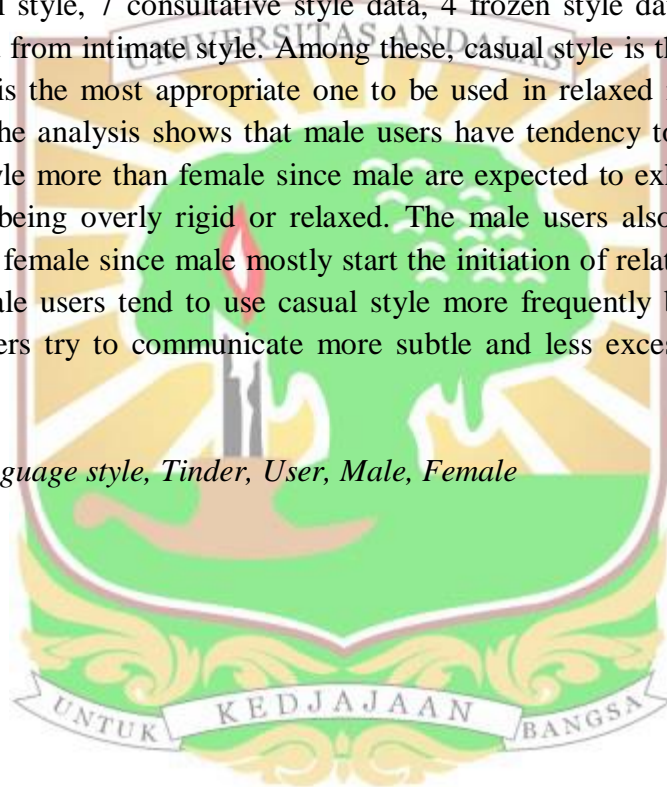 l style, 7 consultative style data, 4 frozen style da
from intimate style. Among these, casual style is th
UNIVERSITAS ANDALAS
is the most appropriate one to be used in relaxed
he analysis shows that male users have tendency to
yle more than female since male are expected to ex
being overly rigid or relaxed. The male users also
female since male mostly start the initiation of relat
ale users tend to use casual style more frequently
ers try to communicate more subtle and less exces
guage style, Tinder, User, Male, Female
UNTUK KEDJAJAAN BANGSA